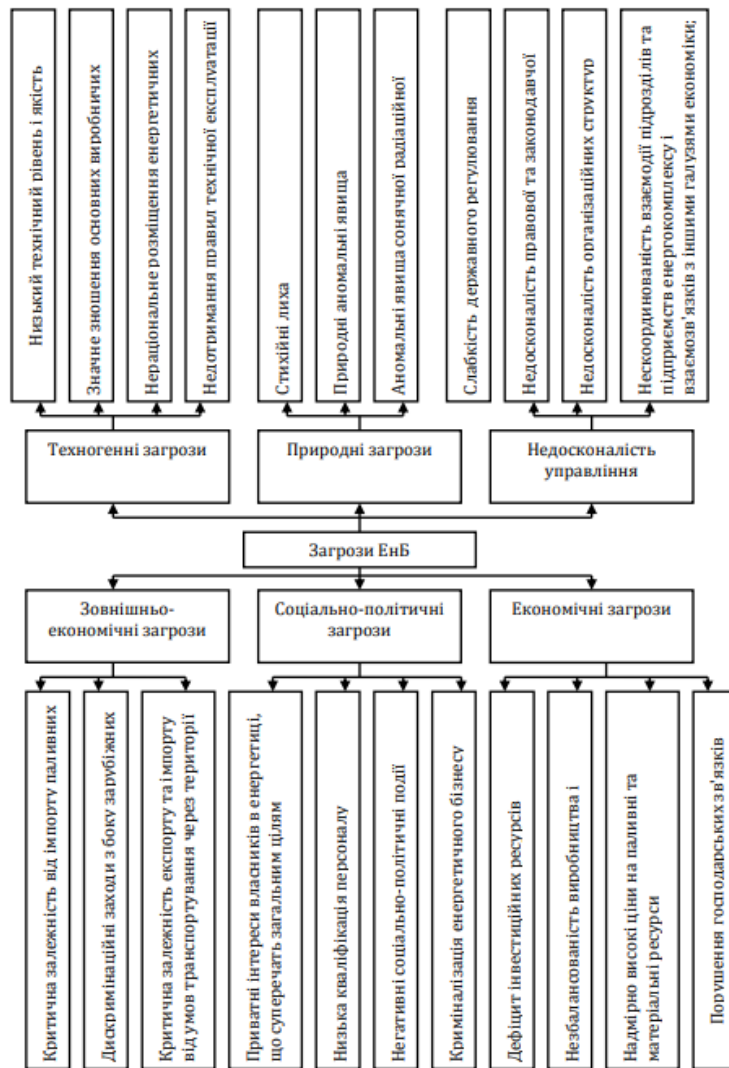 Низький технічний рівень і якість
Значне зношення основних виробничих
Нераціональне розміщення енергетичних
Недотримання правил технічної експлуатації
Стихійні лиха
Природні аномальні явища
Аномальні явища сонячної радіаційної
Слабкість державного регулювання
Недосконалість правової та законодавчої
Недосконалість організаційних структур
Нескоординованість взаємодії підрозділів та
підприємств енергокомплексу і
взаємозв'язків з іншими галузями економіки;
Техногенні загрози
Природні загрози
Недосконалість
управління
Загрози ЕнБ
Зовнішньо-
економічні загрози
Соціально-політичні
загрози
Економічні загрози
Критична залежність від імпорту паливних
Дискримінаційні заходи з боку зарубіжних
Критична залежність експорту та імпорту
від умов транспортування через території
Приватні інтереси власників в енергетиці,
що суперечать загальним цілям
Низька кваліфікація персоналу
Негативні соціально-політичні події
Криміналізація енергетичного бізнесу
Дефіцит інвестиційних ресурсів
Незбалансованість виробництва і
Надмірно високі ціни на паливні та
матеріальні ресурси
Порушення господарських зв'язків